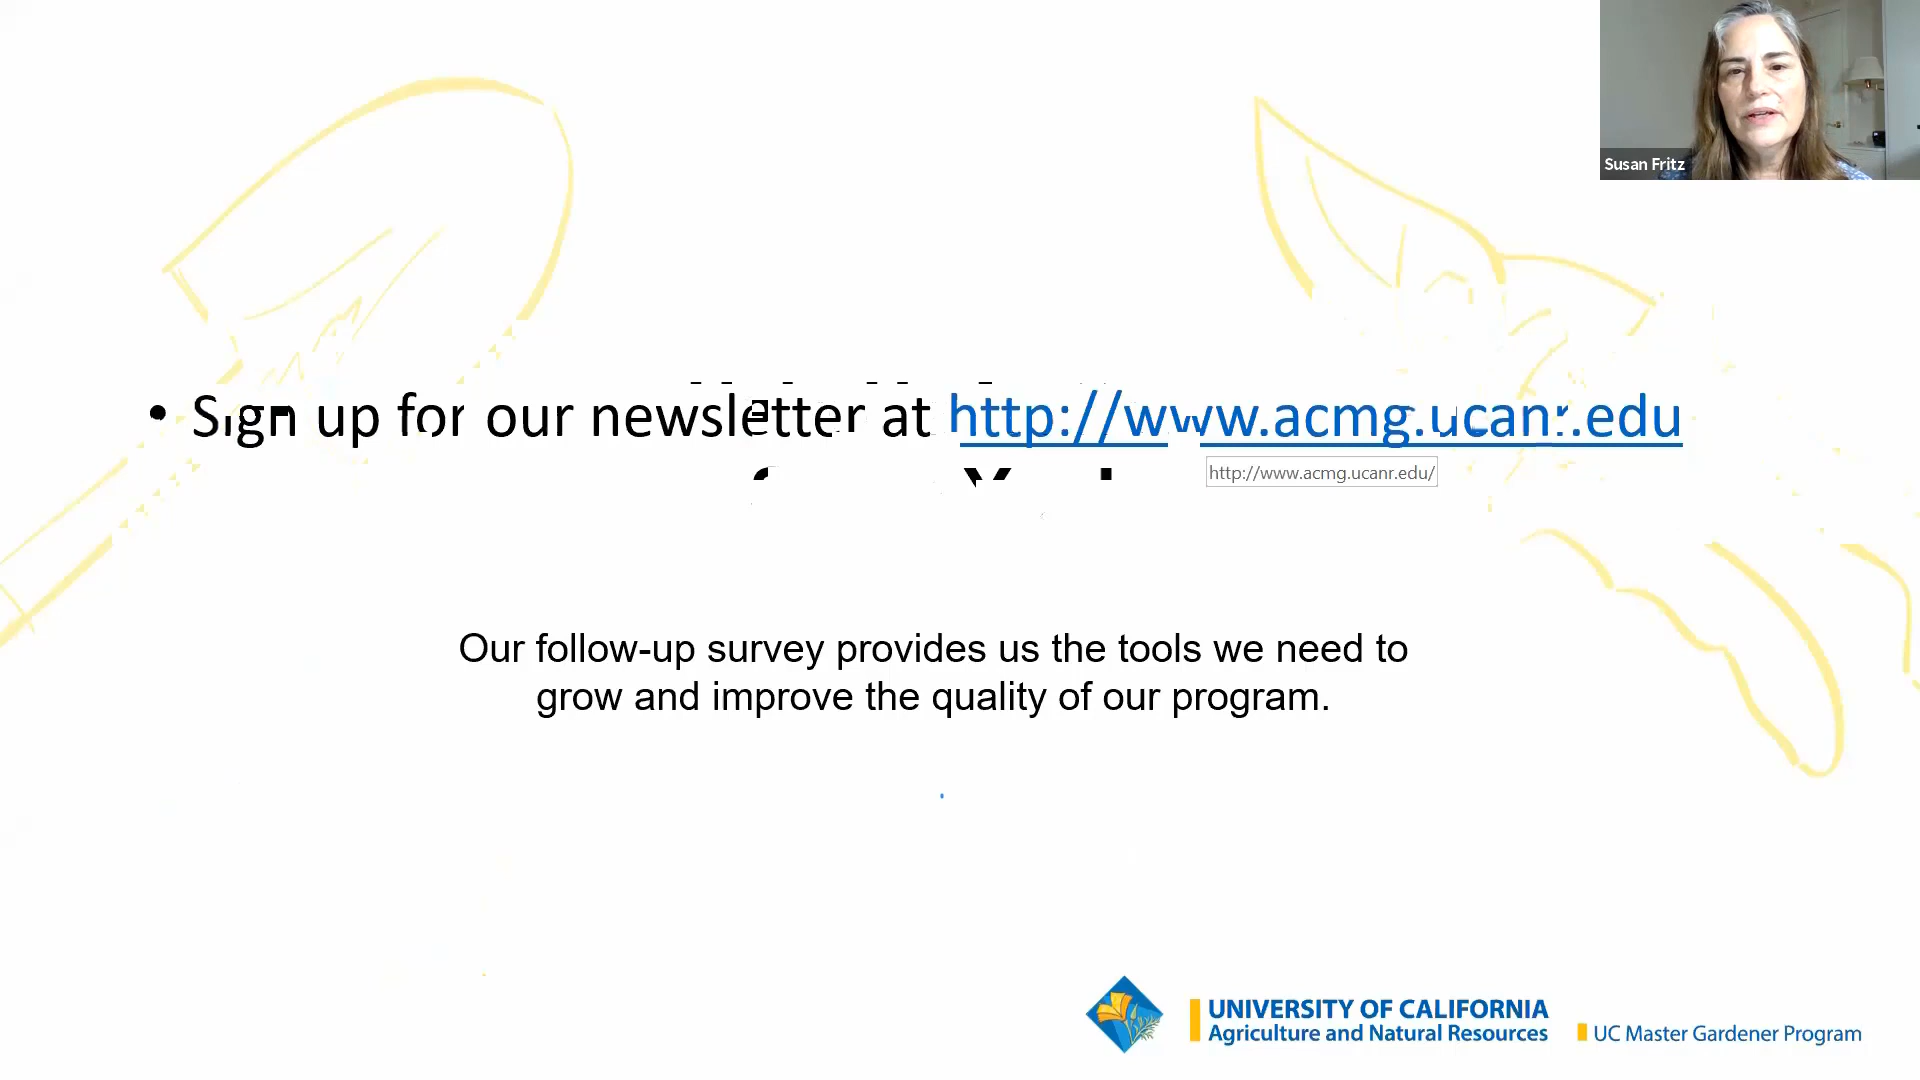 Susan Fritz
• Sign up for our newsletter at http://www.acmg.ucanr.edu
http://www.acmg.ucanr.edu/
Our follow-up survey provides us the tools we need to
grow and improve the quality of our program.
UNIVERSITY OF CALIFORNIA
Agriculture and Natural Resources
UC Master Gardener Program